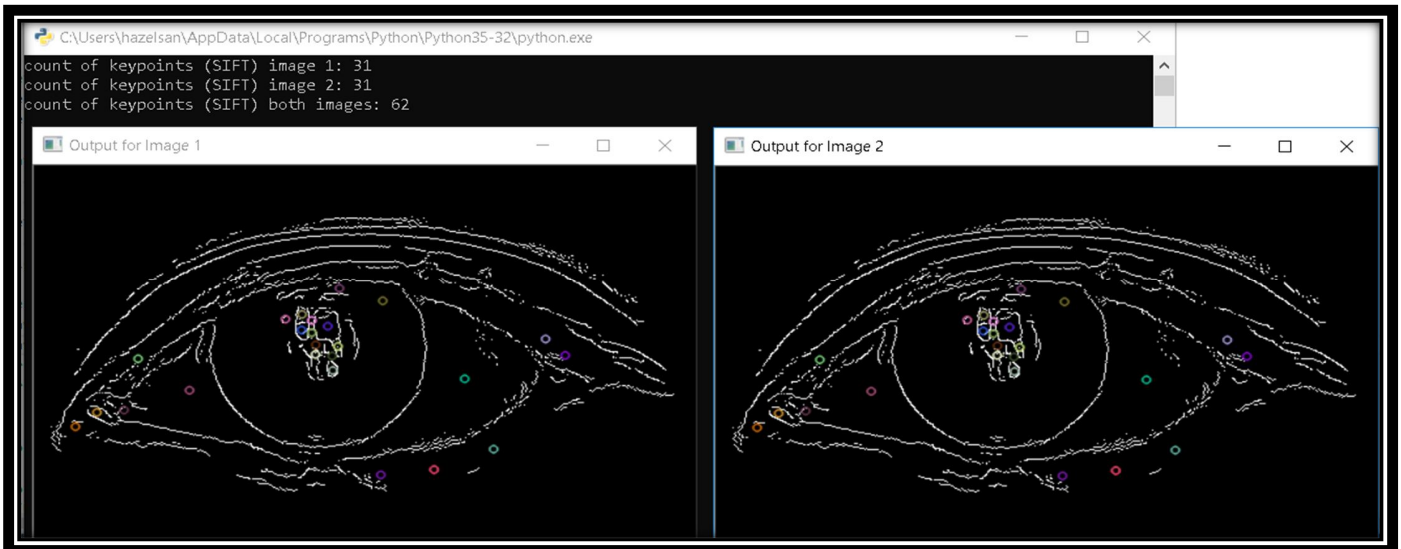 C:\Users\hazelsan\AppData\Local\Programs\Python\Python35-32\python.exe
count of keypoints (SIFT) image 1: 31
count of keypoints (SIFT) image 2: 31
count of keypoints (SIFT) both images: 62
Output for Image 1
Output for Image 2